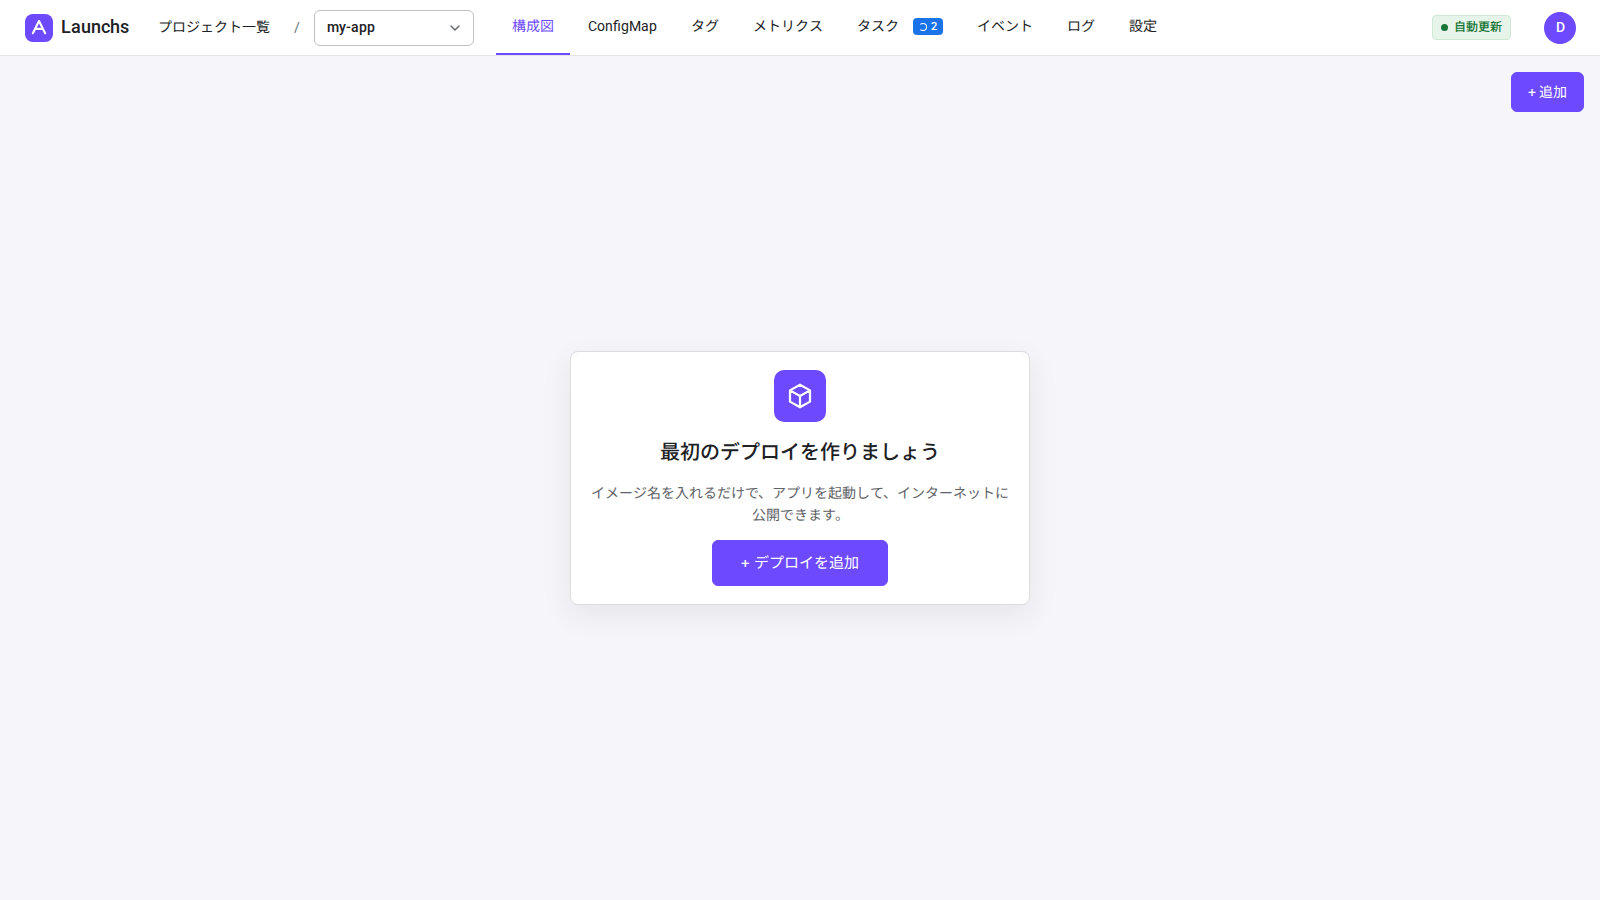 Launchs
プロジェクト一覧
/
my-app
構成図
ConfigMap
タグ
メトリクス
タスク
2
イベント
ログ
設定
自動更新
D
+ 追加
最初のデプロイを作りましょう
イメージ名を入れるだけで、アプリを起動して、インターネットに
公開できます。
+ デプロイを追加